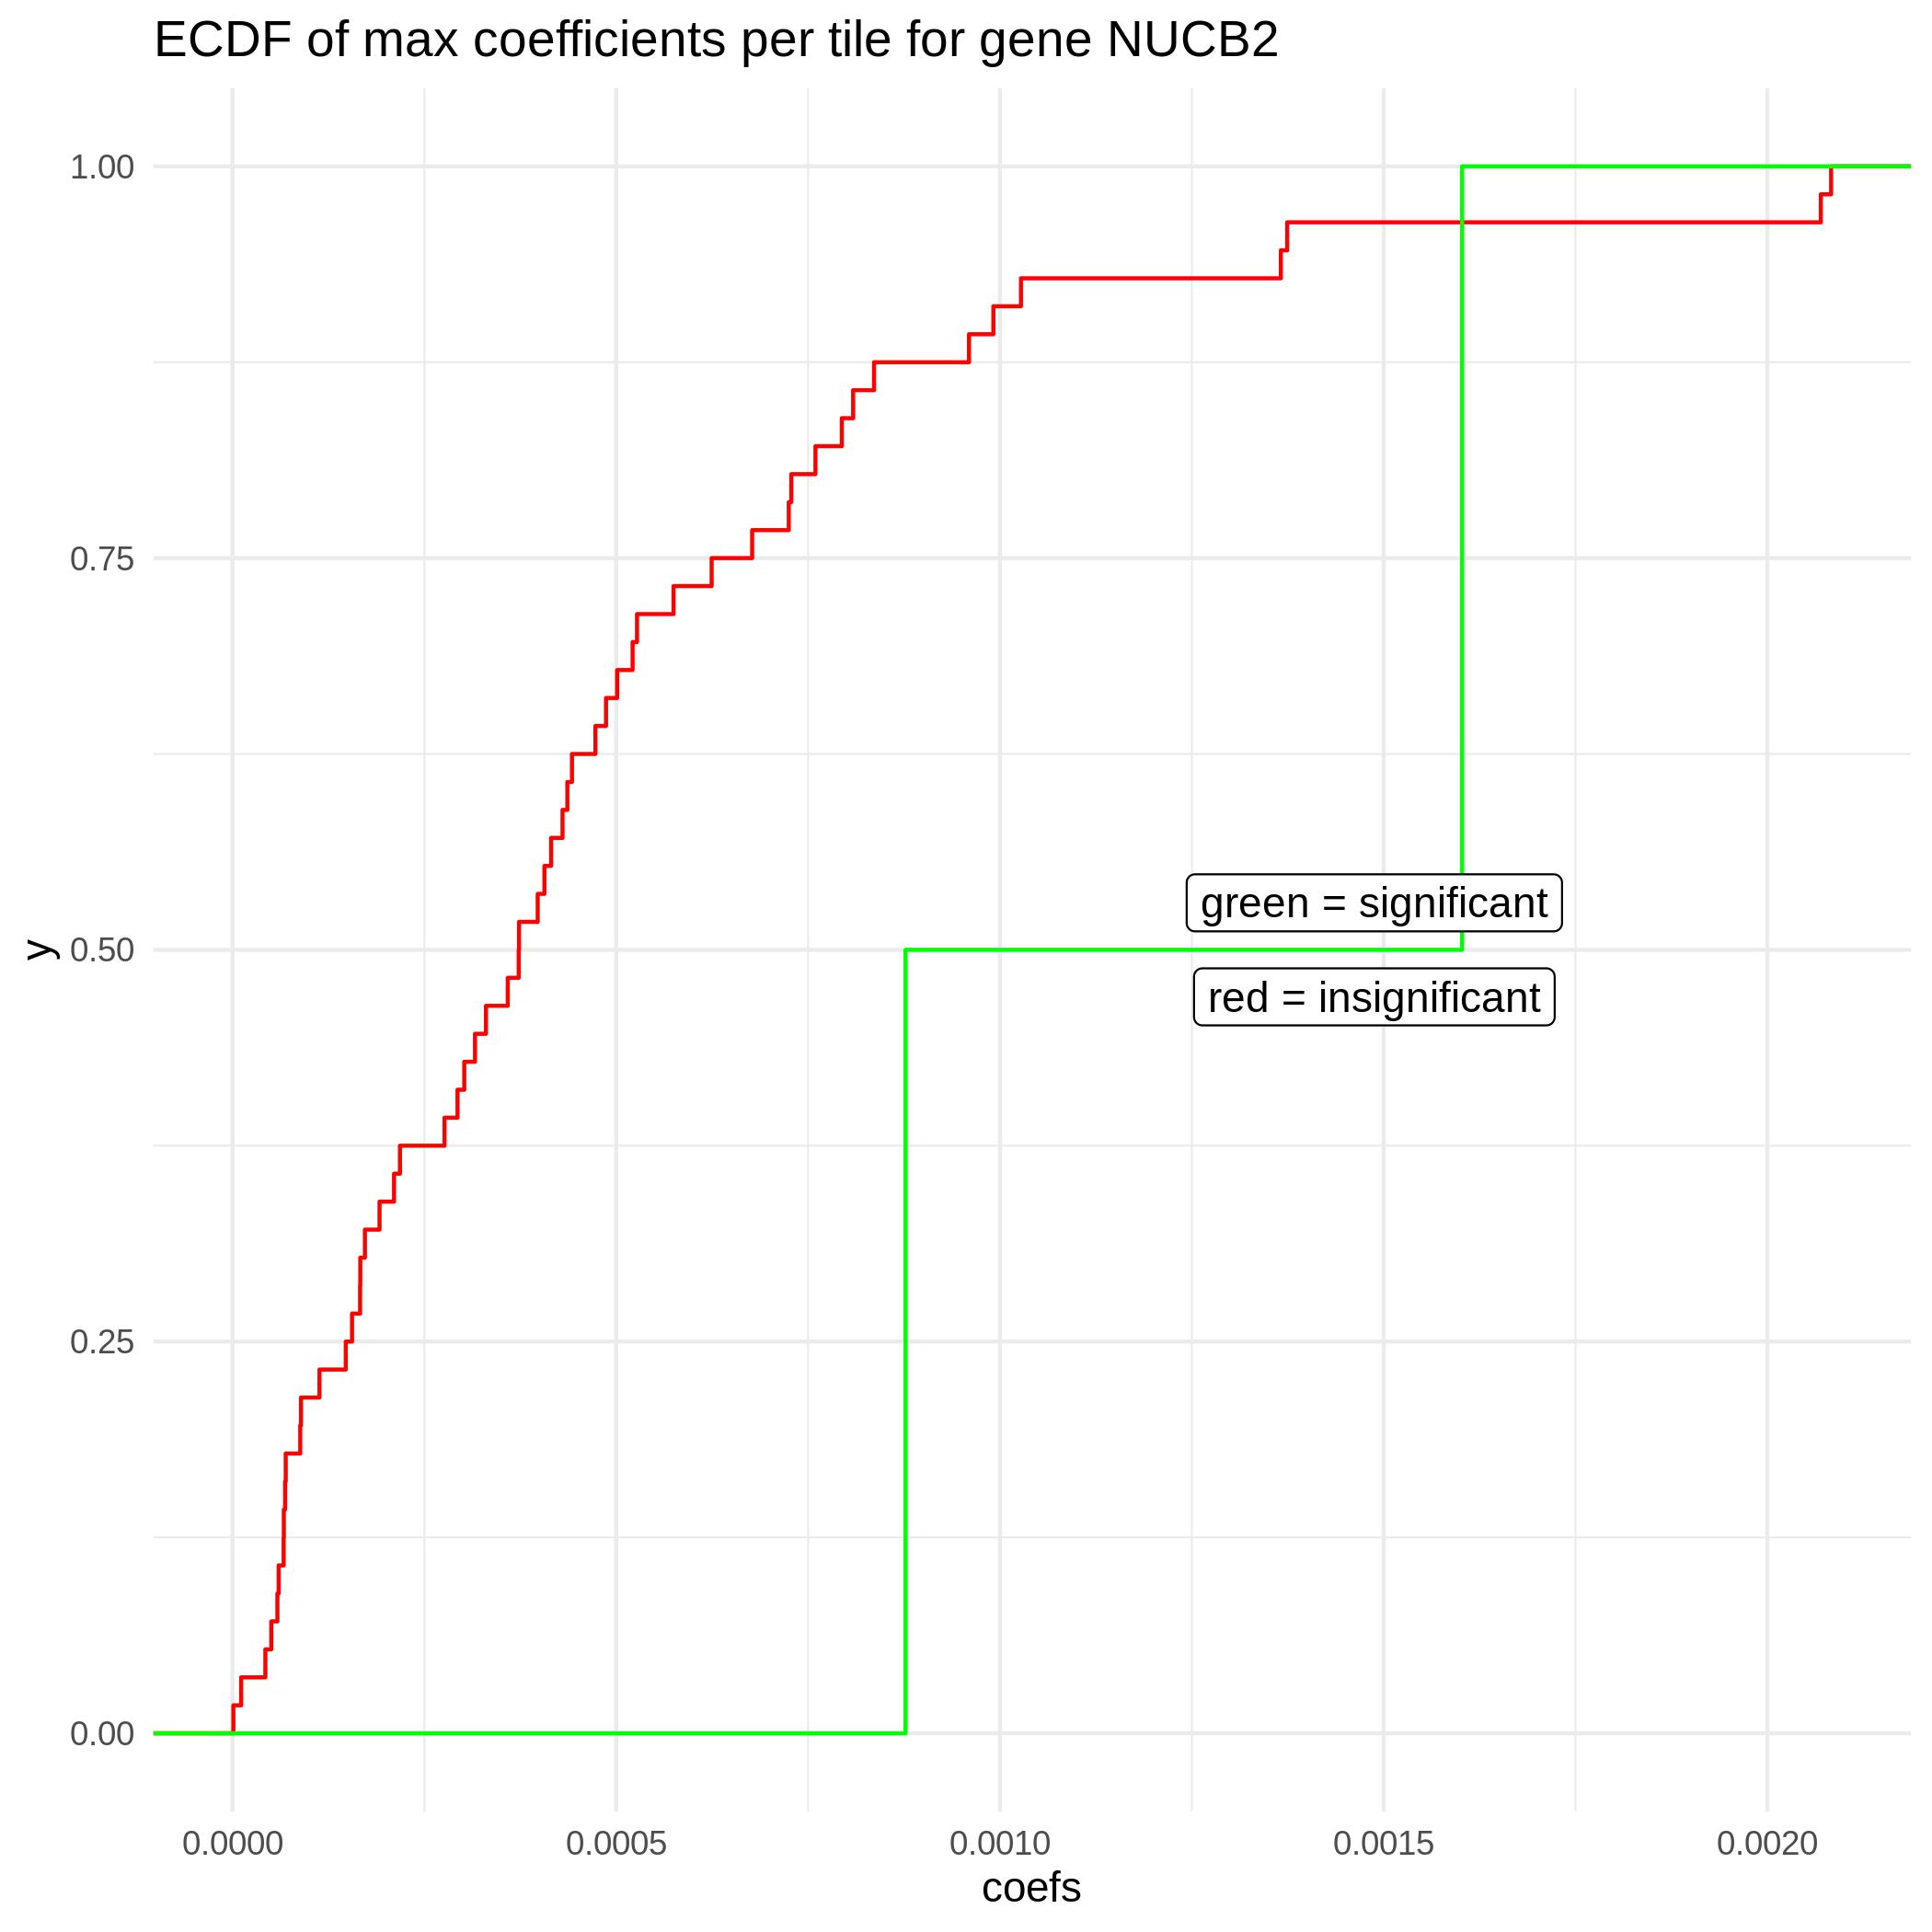 ECDF of max coefficients per tile for gene NUCB2
1.00
0.75
0.50
0.25
0.00
y
green = significant
red = insignificant
0.0000 0.0005 0.0010 0.0015 0.0020
coefs